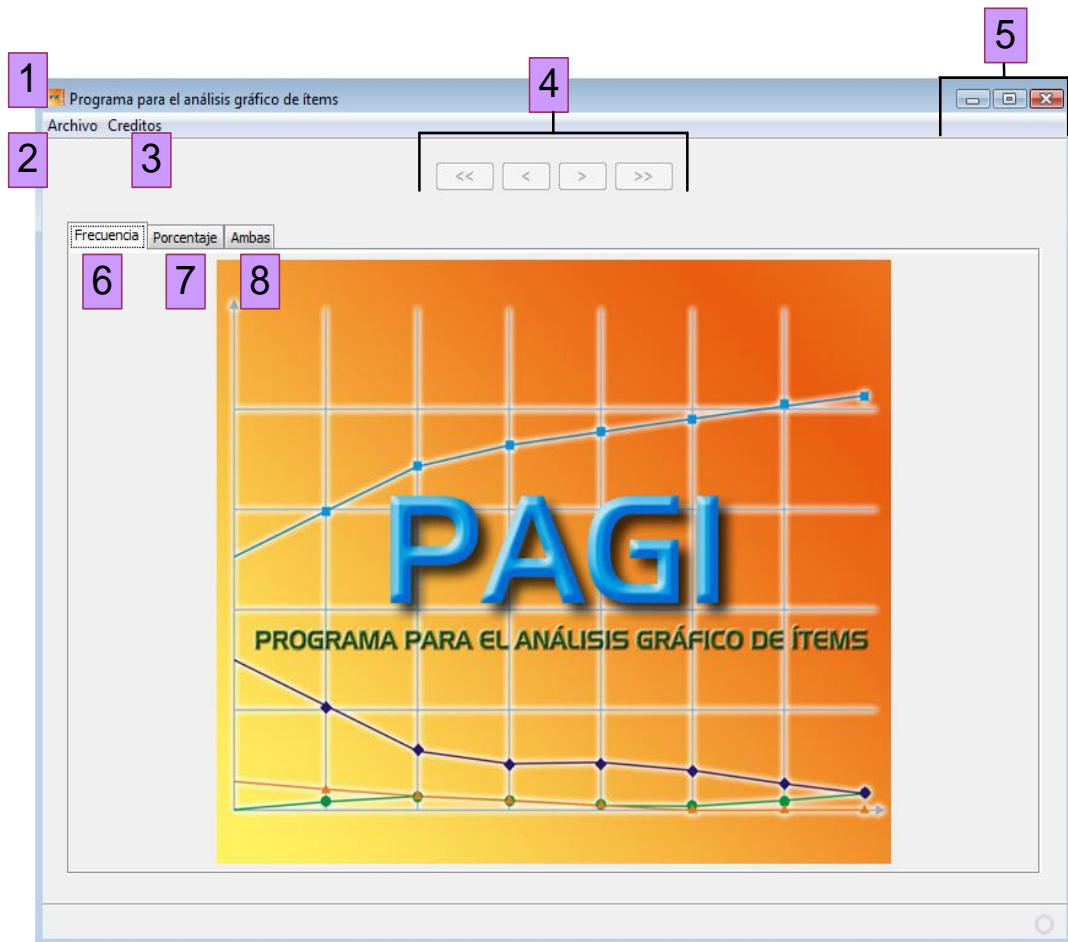 5
1
4
Programa para el análisis gráfico de ítems
Archivo Creditos
2
3
<< < > >>
Frecuencia Porcentaje Ambas
6
7
8
PAGI
PROGRAMA PARA EL ANÁLISIS GRÁFICO DE ÍTEMS